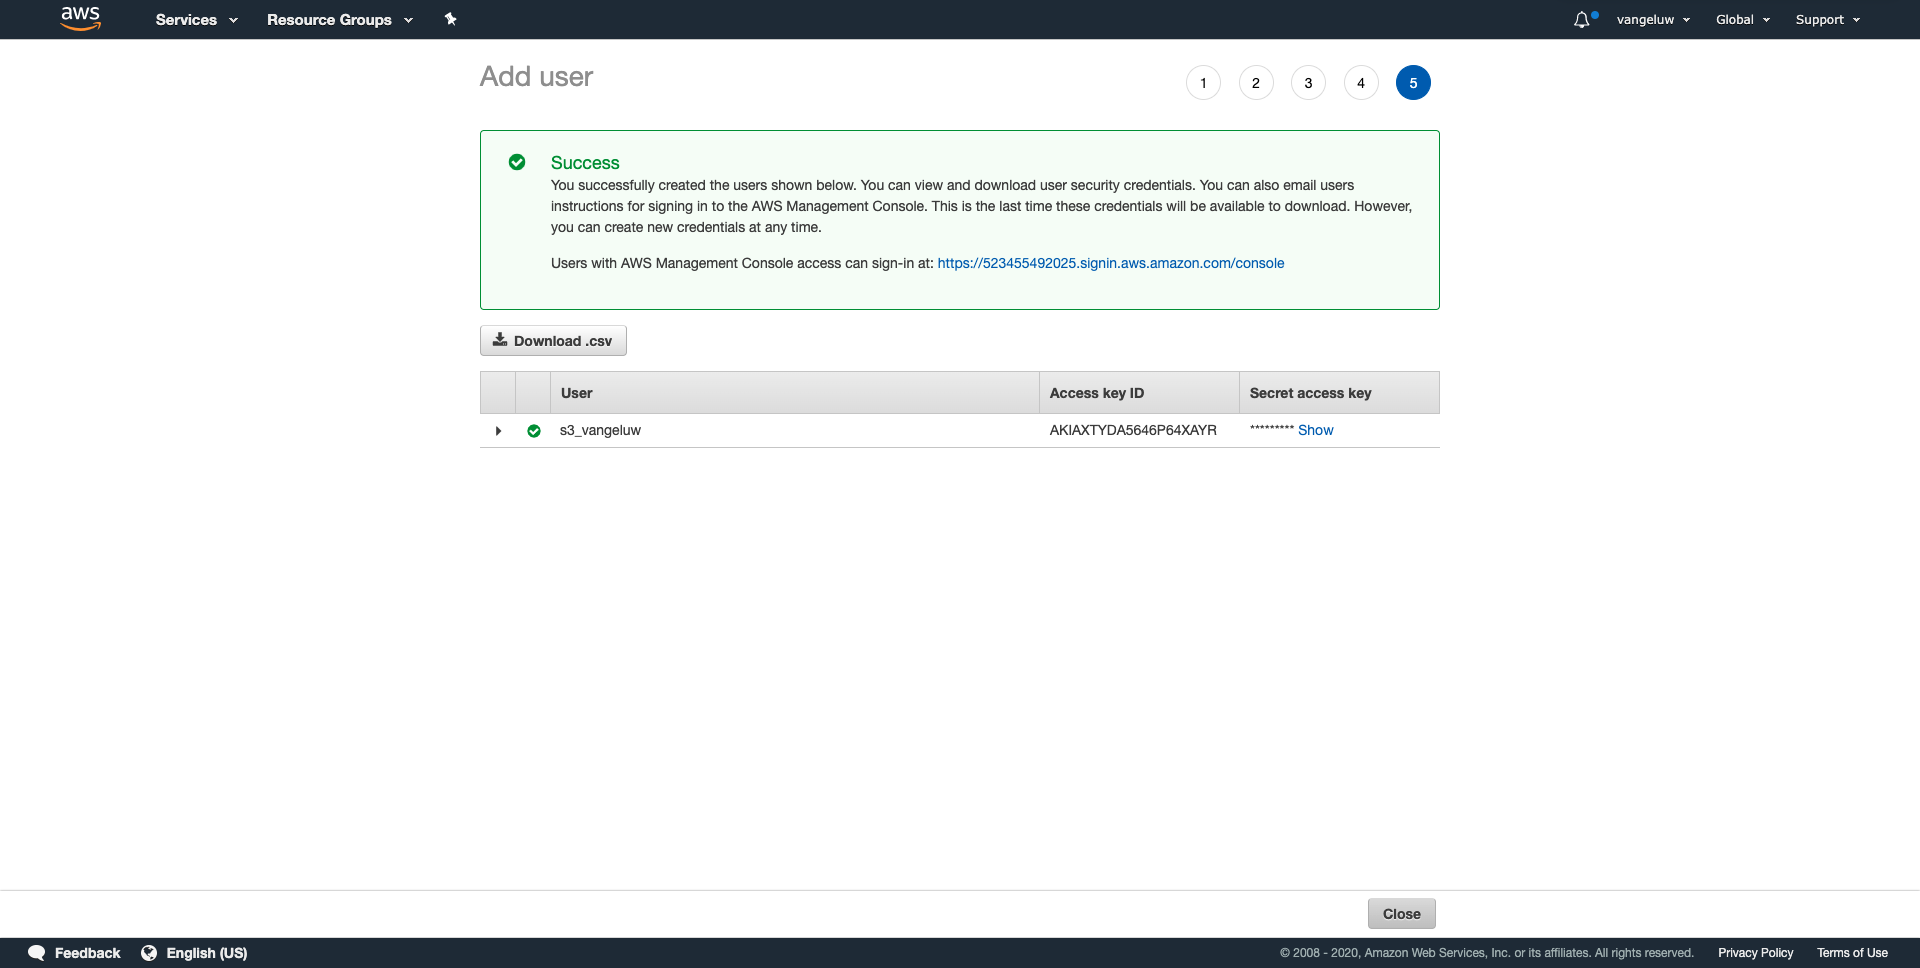 aws Services Resource Groups vangeluw Global Support
Add user 1 2 3 4 5
Success
You successfully created the users shown below. You can view and download user security credentials. You can also email users
instructions for signing in to the AWS Management Console. This is the last time these credentials will be available to download. However,
you can create new credentials at any time.
Users with AWS Management Console access can sign-in at: https://523455492025.signin.aws.amazon.com/console
Download .csv
User Access key ID Secret access key
s3_vangeluw AKIAXTYDA5646P64XAYR ********* Show
Close
Feedback English (US) © 2008 - 2020, Amazon Web Services, Inc. or its affiliates. All rights reserved. Privacy Policy Terms of Use